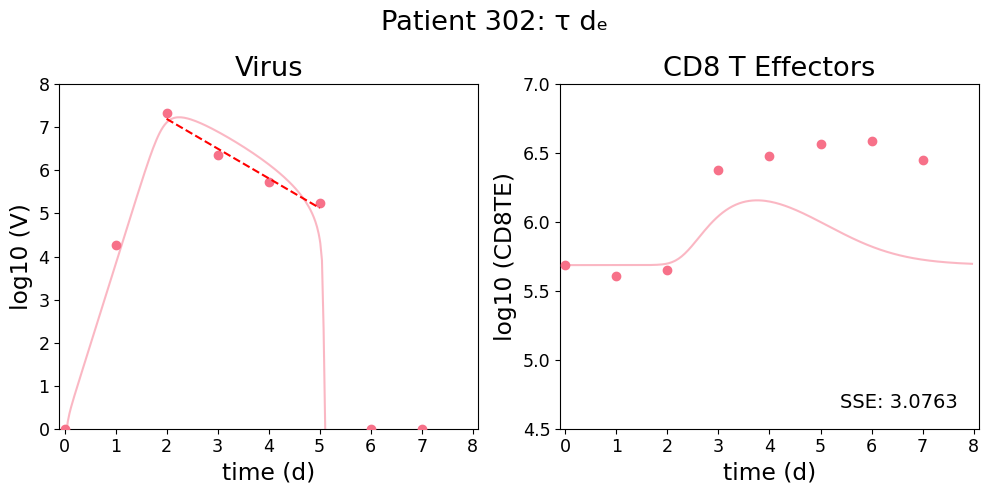 Patient 302: τ dₑ
Virus
log10 (V)
8
7
6
5
4
3
2
1
0
0 1 2 3 4 5 6 7 8
time (d)
CD8 T Effectors
log10 (CD8TE)
7.0
6.5
6.0
5.5
5.0
4.5
SSE: 3.0763
0 1 2 3 4 5 6 7 8
time (d)